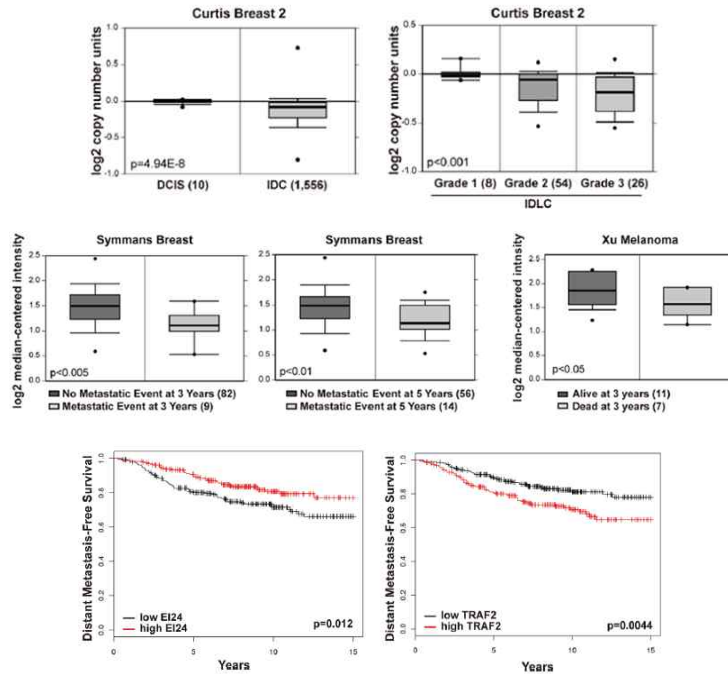 Curtis Breast 2
log2 copy number units
1.0
0.5
0.0
-0.5
-1.0
p=4.94E-8
DCIS (10)
IDC (1,556)
Curtis Breast 2
log2 copy number units
1.0
0.5
0.0
-0.5
-1.0
p<0.001
Grade 1 (8)
Grade 2 (54)
Grade 3 (26)
IDLC
Symmans Breast
log2 median-centered intensity
2.5
2.0
1.5
1.0
0.5
0.0
p<0.005
No Metastatic Event at 3 Years (82)
Metastatic Event at 3 Years (9)
Symmans Breast
2.5
2.0
1.5
1.0
0.5
0.0
p<0.01
No Metastatic Event at 5 Years (56)
Metastatic Event at 5 Years (14)
Xu Melanoma
log2 median-centered intensity
2.5
2.0
1.5
1.0
0.5
0.0
p<0.05
Alive at 3 years (11)
Dead at 3 years (7)
Distant Metastasis-Free Survival
1.0
0.8
0.6
0.4
0.2
0.0
low EI24
high EI24
p=0.012
0 5 10 15
Years
Distant Metastasis-Free Survival
1.0
0.8
0.6
0.4
0.2
0.0
low TRAF2
high TRAF2
p=0.0044
0 5 10 15
Years